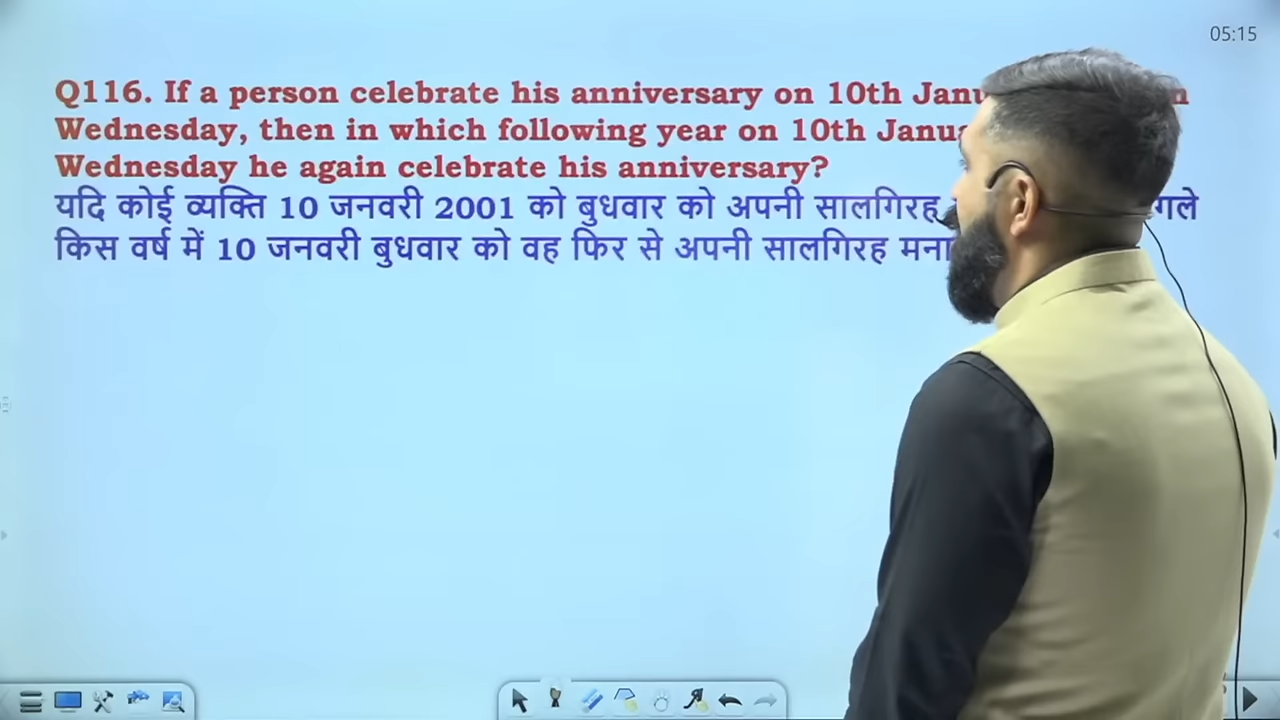 05:15
Q116. If a person celebrate his anniversary on 10th
Wednesday, then in which following year on 10th
Wednesday he again celebrate his anniversary?
यदि कोई व्यक्ति 10 जनवरी 2001 को बुधवार को अपनी सालगिरह
किस वर्ष में 10 जनवरी बुधवार को वह फिर से अपनी सालगिरह